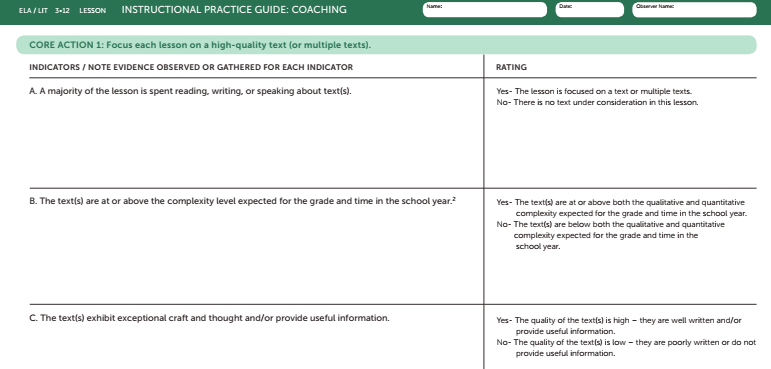 ELA / LIT 3•12 LESSON INSTRUCTIONAL PRACTICE GUIDE: COACHING
Name:
Date:
Observer Name:
CORE ACTION 1: Focus each lesson on a high-quality text (or multiple texts).
INDICATORS / NOTE EVIDENCE OBSERVED OR GATHERED FOR EACH INDICATOR
RATING
A. A majority of the lesson is spent reading, writing, or speaking about text(s).
Yes- The lesson is focused on a text or multiple texts.
No- There is no text under consideration in this lesson.
B. The text(s) are at or above the complexity level expected for the grade and time in the school year.²
Yes- The text(s) are at or above both the qualitative and quantitative
complexity expected for the grade and time in the school year.
No- The text(s) are below both the qualitative and quantitative
complexity expected for the grade and time in the
school year.
C. The text(s) exhibit exceptional craft and thought and/or provide useful information.
Yes- The quality of the text(s) is high – they are well written and/or
provide useful information.
No- The quality of the text(s) is low – they are poorly written or do not
provide useful information.